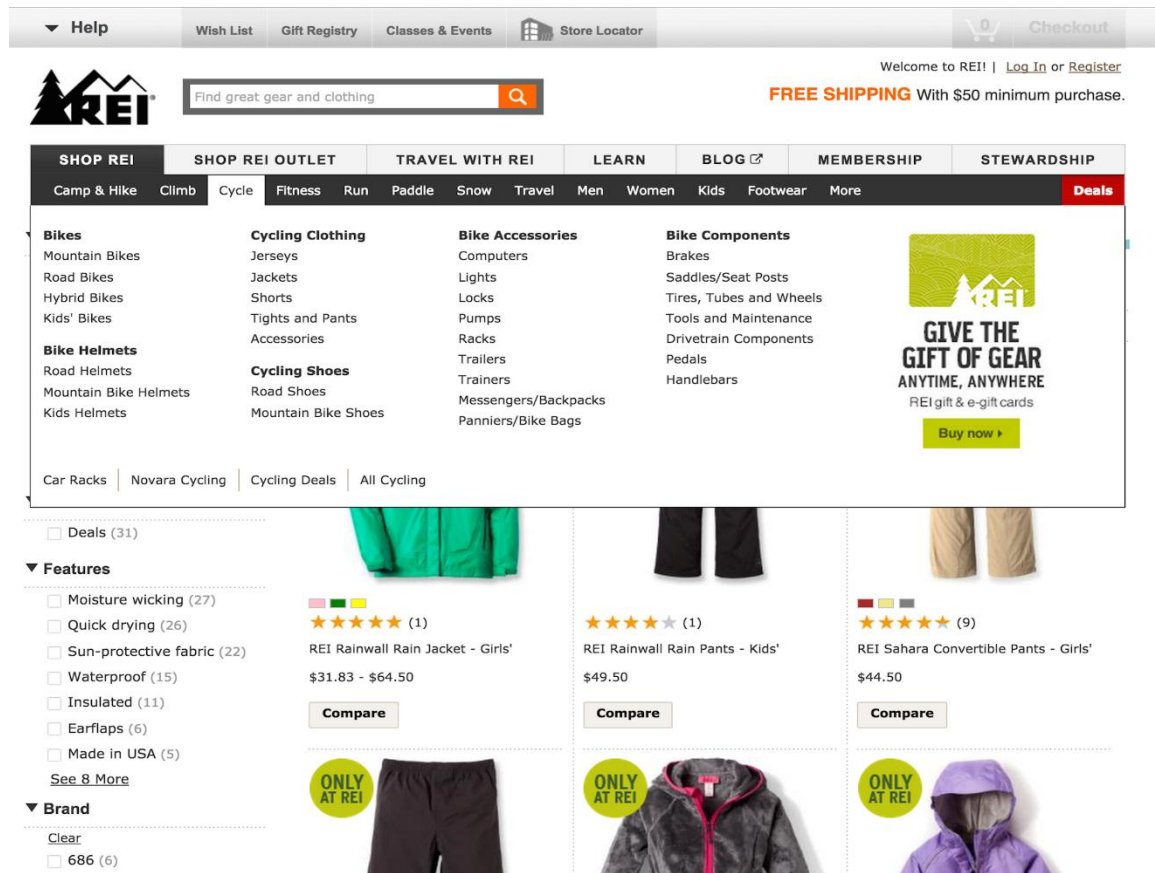 Help
Wish List Gift Registry Classes & Events Store Locator
0 Checkout
Welcome to REI! | Log In or Register
REI
Find great gear and clothing
FREE SHIPPING With $50 minimum purchase.
SHOP REI SHOP REI OUTLET TRAVEL WITH REI LEARN BLOG MEMBERSHIP STEWARDSHIP
Camp & Hike Climb Cycle Fitness Run Paddle Snow Travel Men Women Kids Footwear More Deals
Bikes
Mountain Bikes
Road Bikes
Hybrid Bikes
Kids' Bikes
Bike Helmets
Road Helmets
Mountain Bike Helmets
Kids Helmets
Cycling Clothing
Jerseys
Jackets
Shorts
Tights and Pants
Accessories
Cycling Shoes
Road Shoes
Mountain Bike Shoes
Bike Accessories
Computers
Lights
Locks
Pumps
Racks
Trailers
Trainers
Messengers/Backpacks
Panniers/Bike Bags
Bike Components
Brakes
Saddles/Seat Posts
Tires, Tubes and Wheels
Tools and Maintenance
Drivetrain Components
Pedals
Handlebars
REI
GIVE THE
GIFT OF GEAR
ANYTIME, ANYWHERE
REI gift & e-gift cards
Buy now
Car Racks | Novara Cycling | Cycling Deals | All Cycling
Deals (31)
Features
Moisture wicking (27)
Quick drying (26)
Sun-protective fabric (22)
Waterproof (15)
Insulated (11)
Earflaps (6)
Made in USA (5)
See 8 More
Brand
Clear
686 (6)
(1)
REI Rainwall Rain Jacket - Girls'
$31.83 - $64.50
Compare
(1)
REI Rainwall Rain Pants - Kids'
$49.50
Compare
(9)
REI Sahara Convertible Pants - Girls'
$44.50
Compare
ONLY
AT REI
ONLY
AT REI
ONLY
AT REI